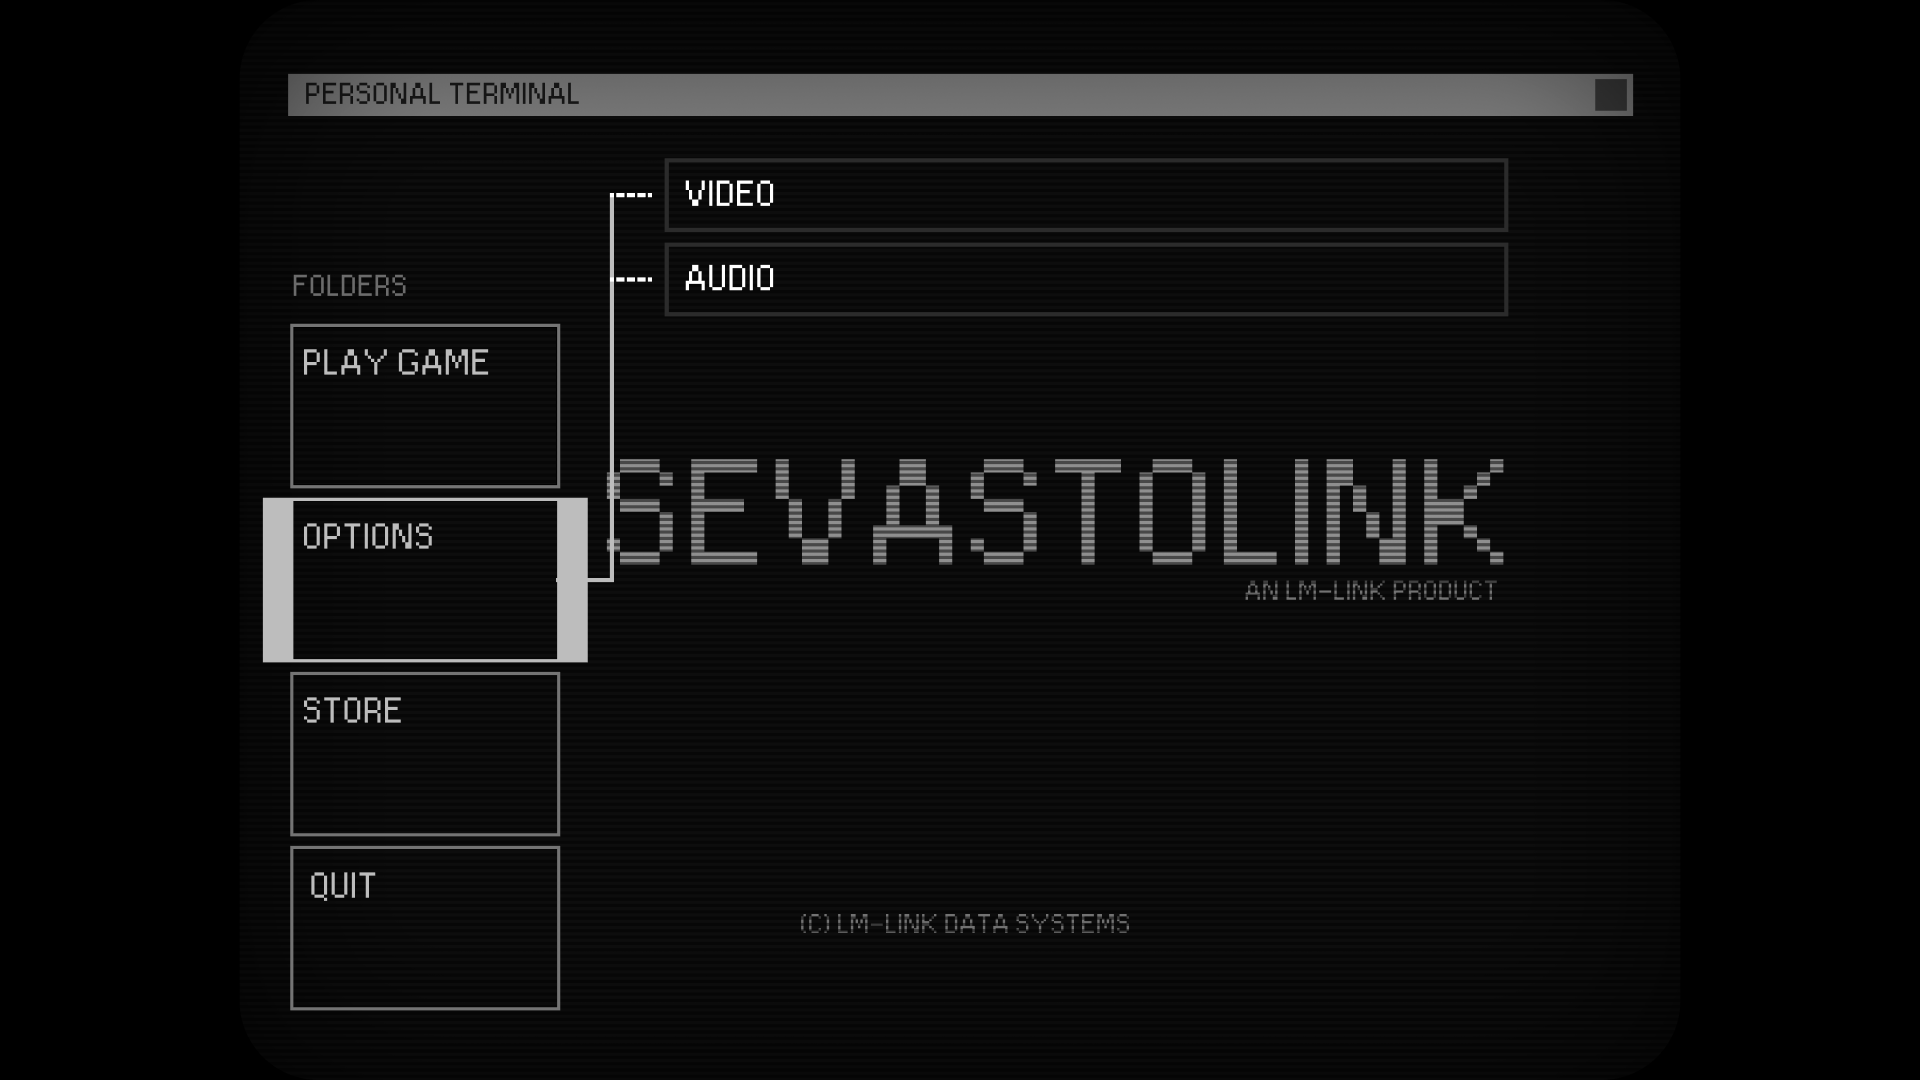 PERSONAL TERMINAL
VIDEO
AUDIO
FOLDERS
PLAY GAME
OPTIONS
STORE
QUIT
SEVASTOLINK
AN LM-LINK PRODUCT
(C) LM-LINK DATA SYSTEMS